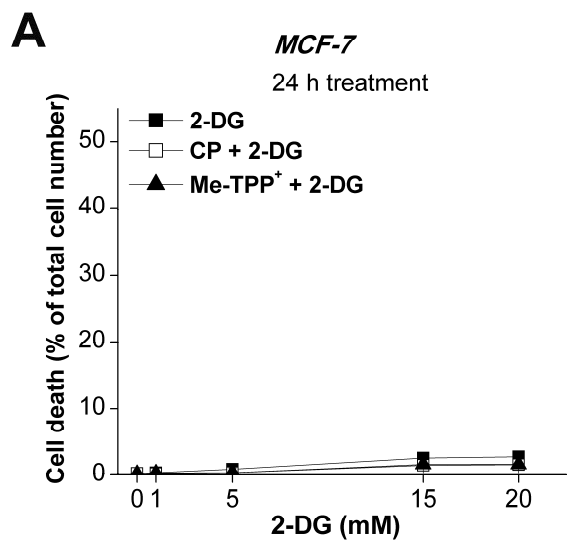 A
MCF-7
24 h treatment
2-DG
CP + 2-DG
Me-TPP⁺ + 2-DG
Cell death (% of total cell number)
50
40
30
20
10
0
0 1 5 15 20
2-DG (mM)